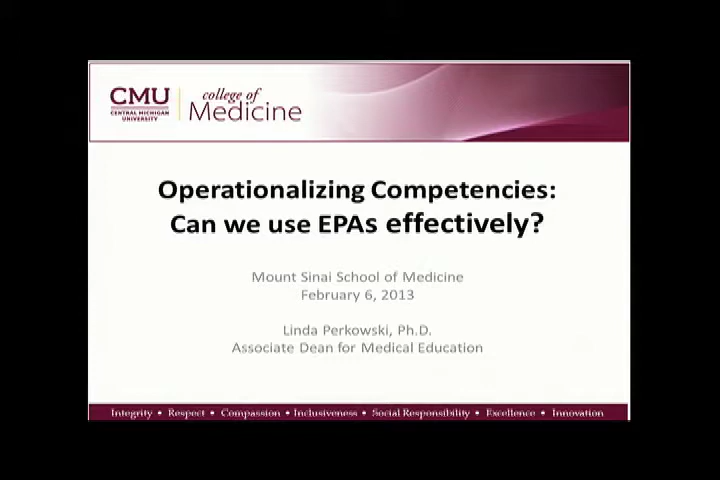 CMU
CENTRAL MICHIGAN
UNIVERSITY
college of
Medicine
Operationalizing Competencies:
Can we use EPAs effectively?
Mount Sinai School of Medicine
February 6, 2013
Linda Perkowski, Ph.D.
Associate Dean for Medical Education
Integrity • Respect • Compassion • Inclusiveness • Social Responsibility • Excellence • Innovation